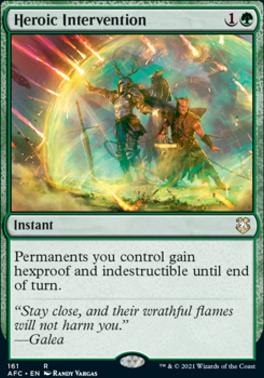 Heroic Intervention 1
Instant
Permanents you control gain
hexproof and indestructible until end
of turn.
“Stay close, and their wrathful flames
will not harm you.”
—Galea
161 R
AFC • EN RANDY VARGAS ™ & © 2021 Wizards of the Coast